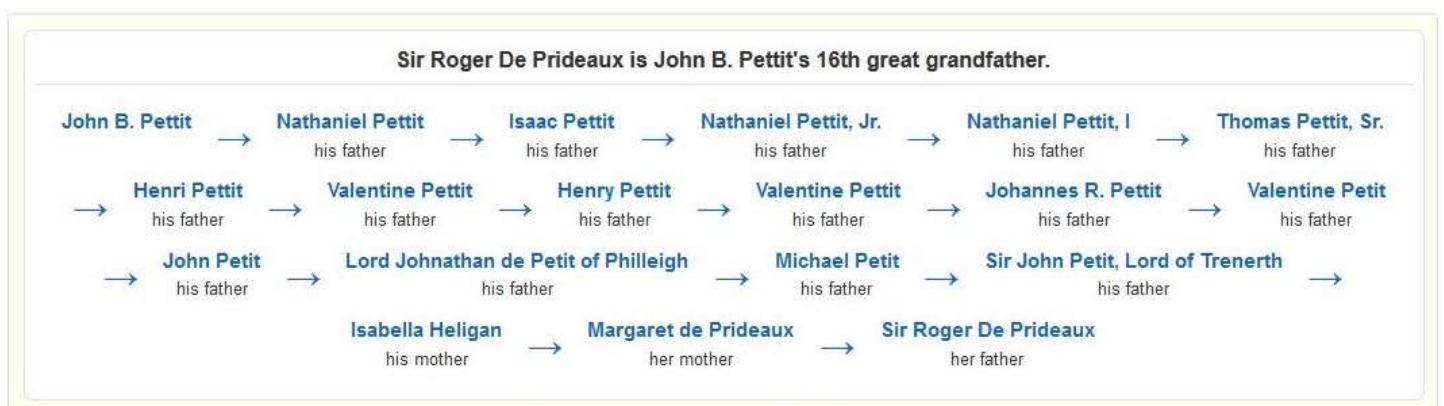 Sir Roger De Prideaux is John B. Pettit's 16th great grandfather.
John B. Pettit → Nathaniel Pettit → Isaac Pettit → Nathaniel Pettit, Jr. → Nathaniel Pettit, I → Thomas Pettit, Sr.
his father his father his father his father his father
→ Henri Pettit → Valentine Pettit → Henry Pettit → Valentine Pettit → Johannes R. Pettit → Valentine Petit
his father his father his father his father his father his father
→ John Petit → Lord Johnathan de Petit of Philleigh → Michael Petit → Sir John Petit, Lord of Trenerth →
his father his father his father his father
Isabella Heligan → Margaret de Prideaux → Sir Roger De Prideaux
his mother her mother her father